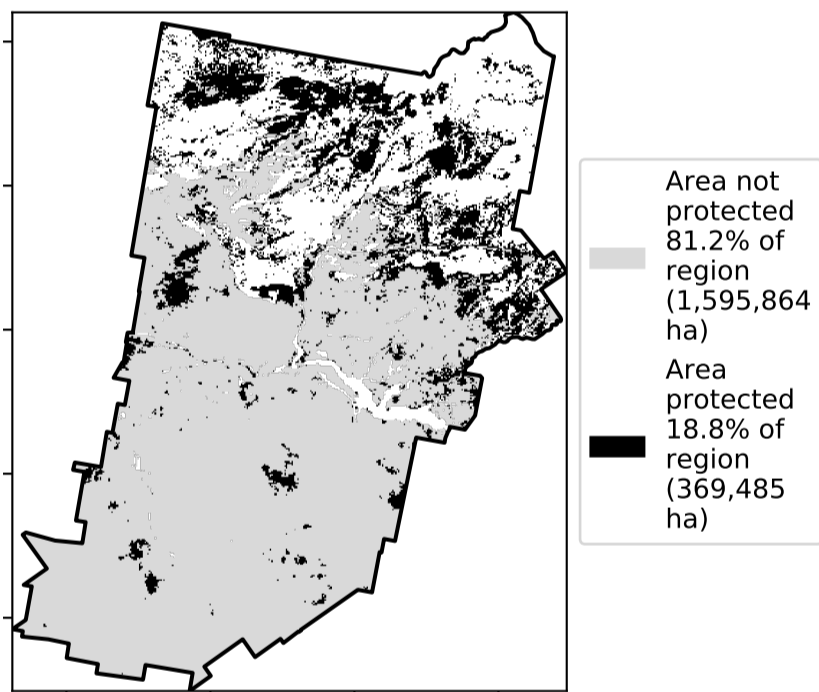 Area not
protected
81.2% of
region
(1,595,864
ha)
Area
protected
18.8% of
region
(369,485
ha)